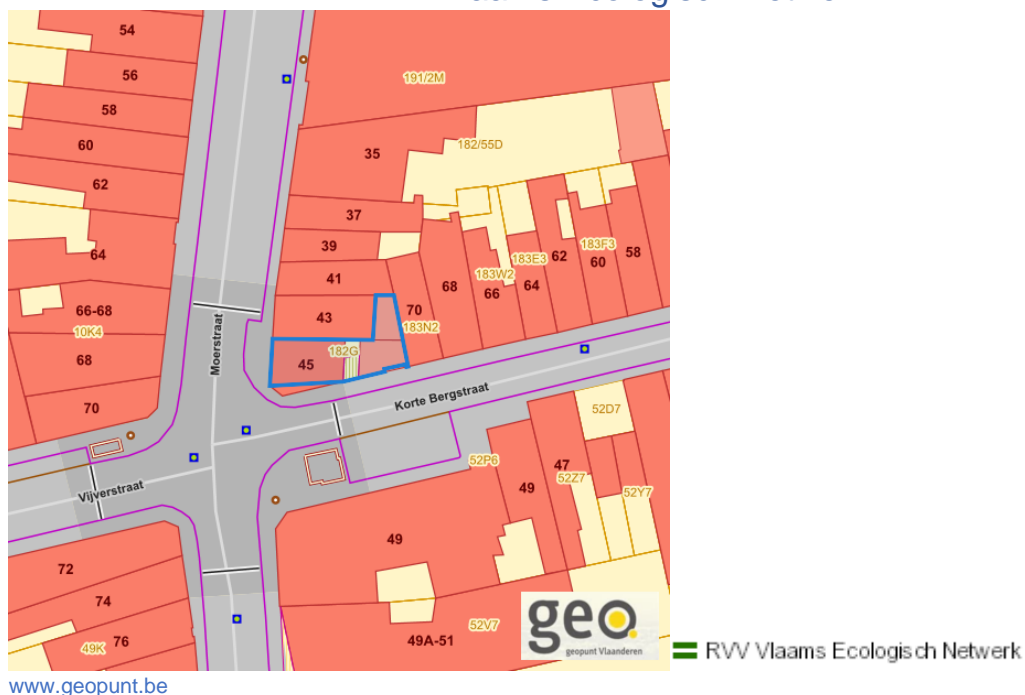 54
56
191/2M
58
60
35
182/55D
62
37
39
64
183F3
183E3
62
60
58
41
183W2
68
66
64
66-68
43
70
10K4
183N2
Moerstraat
68
182G
45
70
Korte Bergstraat
52D7
52P6
47
52Z7
49
52Y7
Vijverstraat
49
72
74
geo
geopunt Vlaanderen
52V7
49A-51
49K
76
RVV Vlaams Ecologisch Netwerk
www.geopunt.be